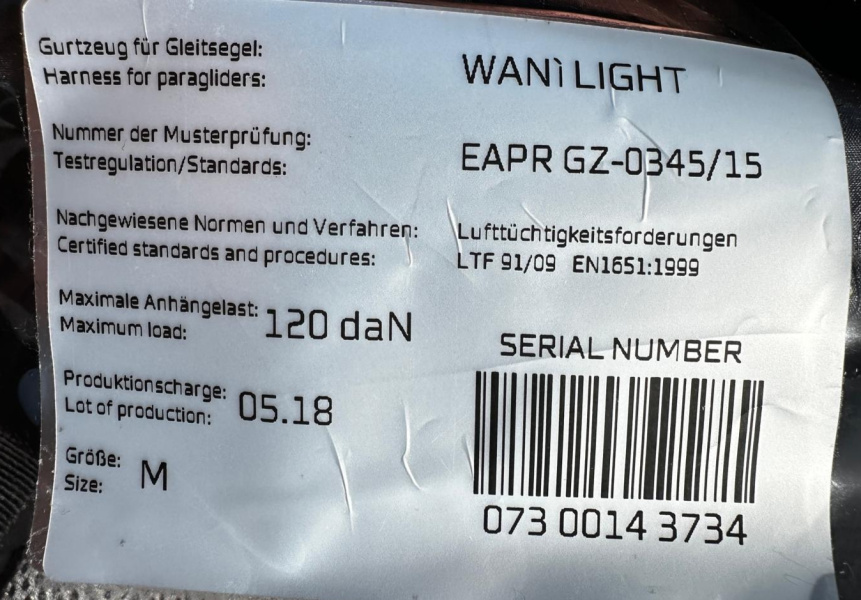 Gurtzeug für Gleitsegel:
Harness for paragliders:
WANì LIGHT
Nummer der Musterprüfung:
Testregulation/Standards:
EAPR GZ-0345/15
Nachgewiesene Normen und Verfahren:
Certified standards and procedures:
Lufttüchtigkeitsforderungen
LTF 91/09 EN1651:1999
Maximale Anhängelast:
Maximum load:
120 daN
Produktionscharge:
Lot of production:
05.18
Größe:
Size:
M
SERIAL NUMBER
073 0014 3734